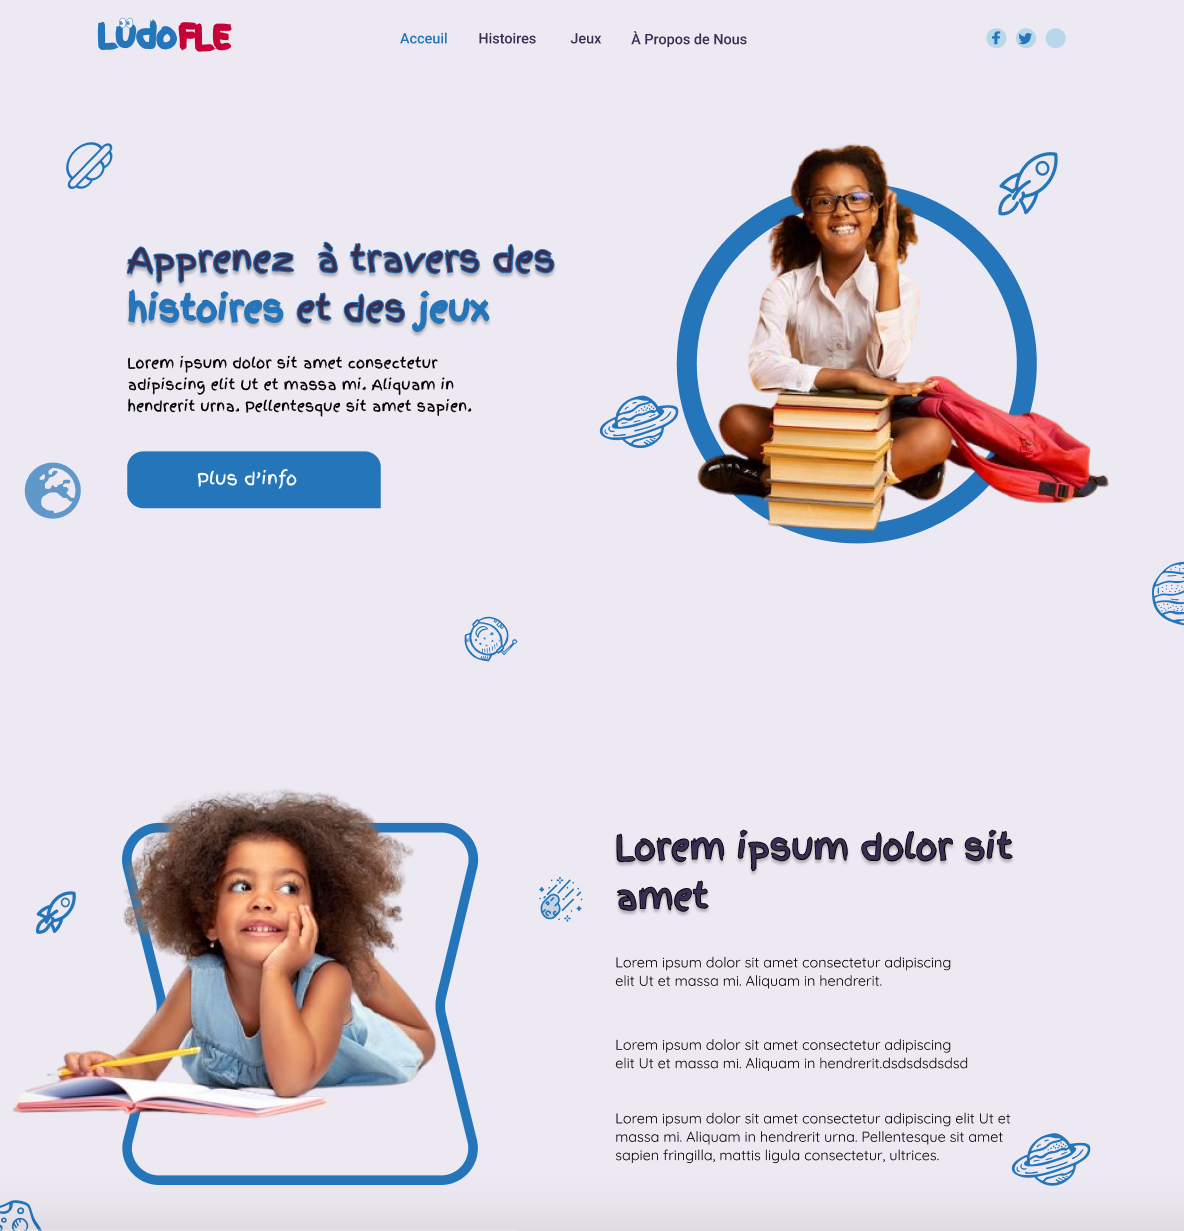 LüdoFLE
Acceuil Histoires Jeux À Propos de Nous
Apprenez à travers des
histoires et des jeux
Lorem ipsum dolor sit amet consectetur
adipiscing elit Ut et massa mi. Aliquam in
hendrerit urna. Pellentesque sit amet sapien.
Plus d'info
Lorem ipsum dolor sit
amet
Lorem ipsum dolor sit amet consectetur adipiscing
elit Ut et massa mi. Aliquam in hendrerit.
Lorem ipsum dolor sit amet consectetur adipiscing
elit Ut et massa mi. Aliquam in hendrerit.dsdsdsdsdsd
Lorem ipsum dolor sit amet consectetur adipiscing elit Ut et
massa mi. Aliquam in hendrerit urna. Pellentesque sit amet
sapien fringilla, mattis ligula consectetur, ultrices.